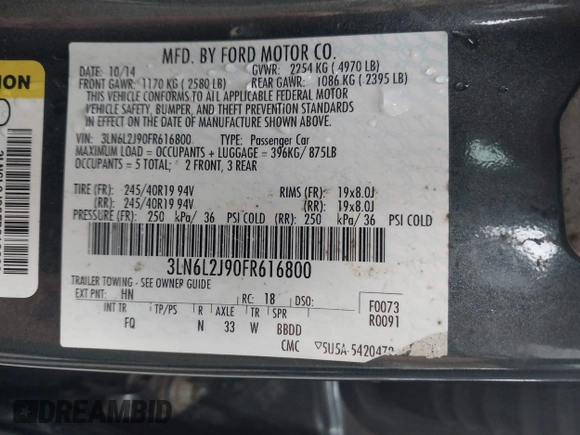 MFD. BY FORD MOTOR CO.
DATE: 10/14 GVWR: 2254 KG ( 4970 LB)
FRONT GAWR: 1170 KG ( 2580 LB) REAR GAWR: 1086 KG ( 2395 LB)
THIS VEHICLE CONFORMS TO ALL APPLICABLE FEDERAL MOTOR
VEHICLE SAFETY, BUMPER, AND THEFT PREVENTION STANDARDS
IN EFFECT ON THE DATE OF MANUFACTURE SHOWN ABOVE.
VIN: 3LN6L2J90FR616800 TYPE: Passenger Car
MAXIMUM LOAD = OCCUPANTS + LUGGAGE = 396KG/ 875LB
OCCUPANTS = 5 TOTAL; 2 FRONT, 3 REAR
TIRE (FR): 245/40R19 94V RIMS (FR): 19x8.0J
(RR): 245/40R19 94V (RR): 19x8.0J
PRESSURE (FR): 250 kPa/ 36 PSI COLD (RR): 250 kPa/ 36 PSI COLD
3LN6L2J90FR616800
TRAILER TOWING - SEE OWNER GUIDE
EXT PNT: HN RC: 18 DSO: F0073
R0091
INT TR TP/PS R AXLE TR SPR
FQ N 33 W BBDD
CMC ▽5U5A-5420472
ION
DREAMBID